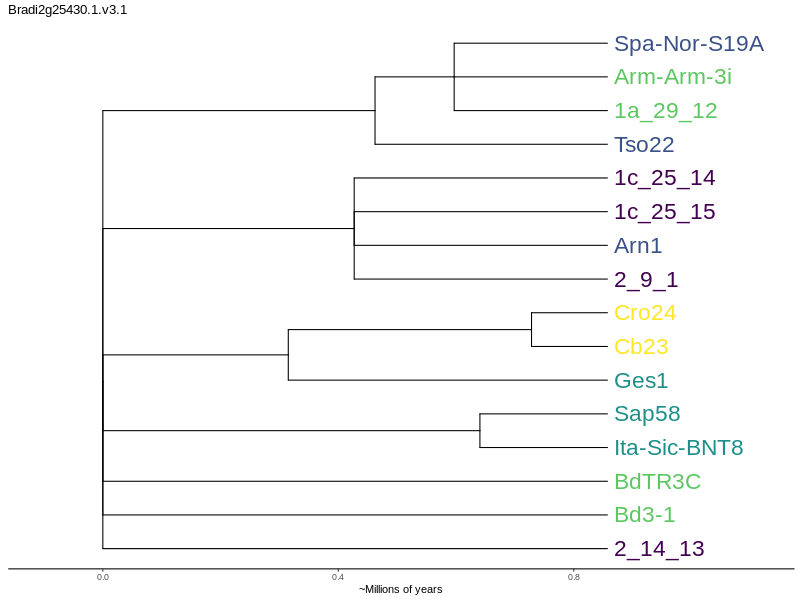 Bradi2g25430.1.v3.1
Spa-Nor-S19A
Arm-Arm-3i
1a_29_12
Tso22
1c_25_14
1c_25_15
Arn1
2_9_1
Cro24
Cb23
Ges1
Sap58
Ita-Sic-BNT8
BdTR3C
Bd3-1
2_14_13
0.0 0.4 0.8
~Millions of years